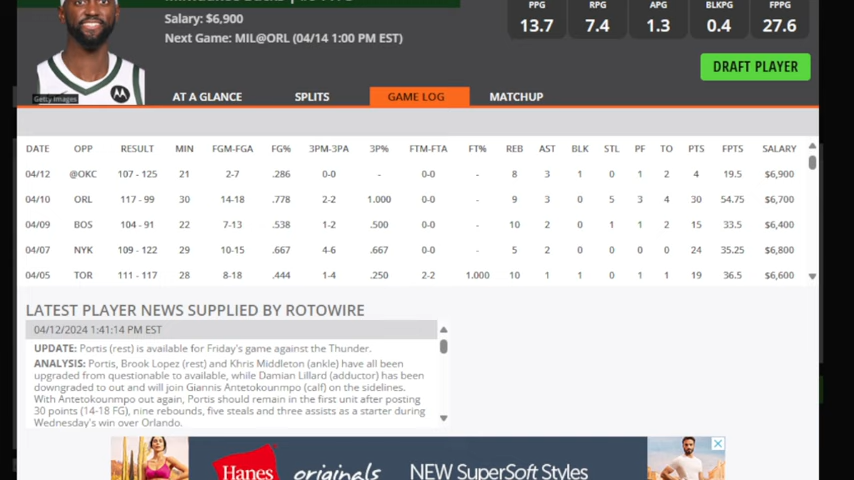 Salary: $6,900
Next Game: MIL@ORL (04/14 1:00 PM EST)
PPG RPG APG BLKPG FPPG
13.7 7.4 1.3 0.4 27.6
DRAFT PLAYER
Getty Images
AT A GLANCE SPLITS GAME LOG MATCHUP
DATE OPP RESULT MIN FGM-FGA FG% 3PM-3PA 3P% FTM-FTA FT% REB AST BLK STL PF TO PTS FPTS SALARY
04/12 @OKC 107 - 125 21 2-7 .286 0-0 - 0-0 - 8 3 1 0 1 2 4 19.5 $6,900
04/10 ORL 117 - 99 30 14-18 .778 2-2 1.000 0-0 - 9 3 0 5 3 4 30 54.75 $6,700
04/09 BOS 104 - 91 22 7-13 .538 1-2 .500 0-0 - 10 2 0 1 1 2 15 33.5 $6,400
04/07 NYK 109 - 122 29 10-15 .667 4-6 .667 0-0 - 5 2 0 0 0 0 24 35.25 $6,800
04/05 TOR 111 - 117 28 8-18 .444 1-4 .250 2-2 1.000 10 1 1 0 1 1 19 36.5 $6,600
LATEST PLAYER NEWS SUPPLIED BY ROTOWIRE
04/12/2024 1:41:14 PM EST
UPDATE: Portis (rest) is available for Friday's game against the Thunder.
ANALYSIS: Portis, Brook Lopez (rest) and Khris Middleton (ankle) have all been
upgraded from questionable to available, while Damian Lillard (adductor) has been
downgraded to out and will join Giannis Antetokounmpo (calf) on the sidelines.
With Antetokounmpo out again, Portis should remain in the first unit after posting
30 points (14-18 FG), nine rebounds, five steals and three assists as a starter during
Wednesday's win over Orlando.
Hanes originals NEW SUPERSOFT STYLES